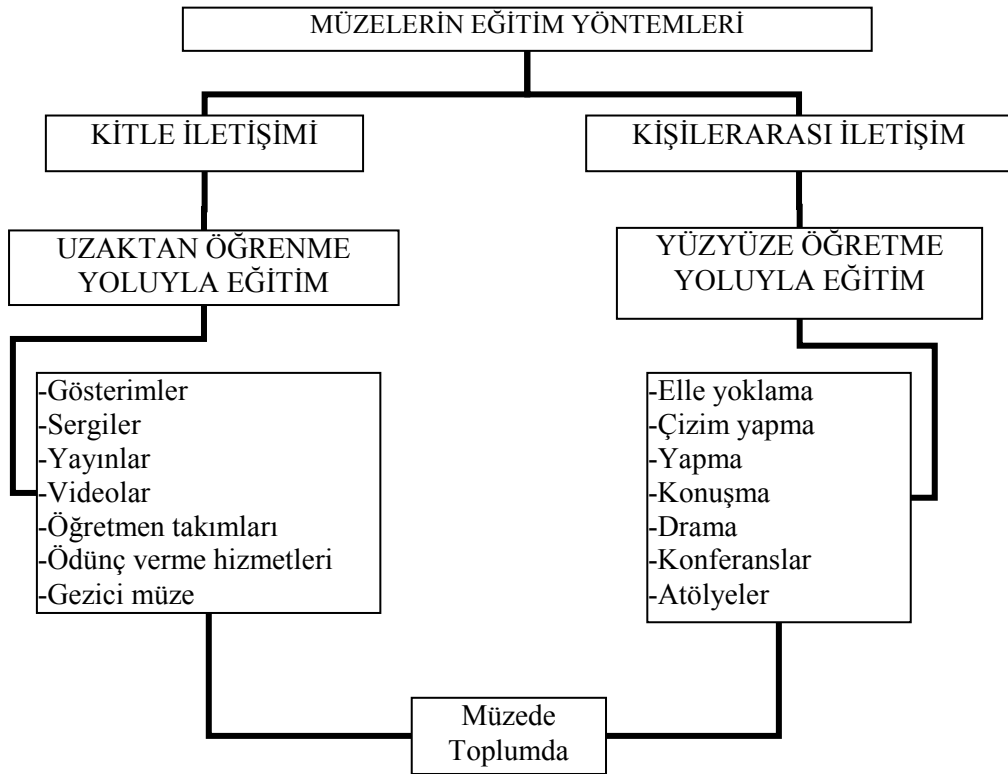 MÜZELERİN EĞİTİM YÖNTEMLERİ
KİTLE İLETİŞİMİ
KİŞİLERARASI İLETİŞİM
UZAKTAN ÖĞRENME
YOLUYLA EĞİTİM
YÜZYÜZE ÖĞRETME
YOLUYLA EĞİTİM
-Gösterimler
-Sergiler
-Yayınlar
-Videolar
-Öğretmen takımları
-Ödünç verme hizmetleri
-Gezici müze
-Elle yoklama
-Çizim yapma
-Yapma
-Konuşma
-Drama
-Konferanslar
-Atölyeler
Müzede
Toplumda